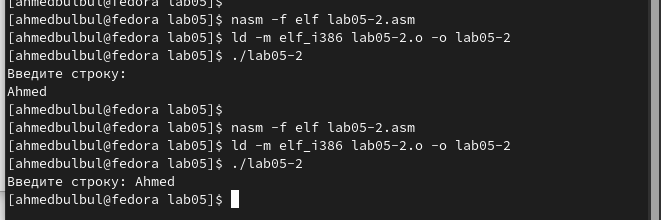 [ahmedbulbul@fedora lab05]$
[ahmedbulbul@fedora lab05]$ nasm -f elf lab05-2.asm
[ahmedbulbul@fedora lab05]$ ld -m elf_i386 lab05-2.o -o lab05-2
[ahmedbulbul@fedora lab05]$ ./lab05-2
Введите строку:
Ahmed
[ahmedbulbul@fedora lab05]$
[ahmedbulbul@fedora lab05]$ nasm -f elf lab05-2.asm
[ahmedbulbul@fedora lab05]$ ld -m elf_i386 lab05-2.o -o lab05-2
[ahmedbulbul@fedora lab05]$ ./lab05-2
Введите строку: Ahmed
[ahmedbulbul@fedora lab05]$